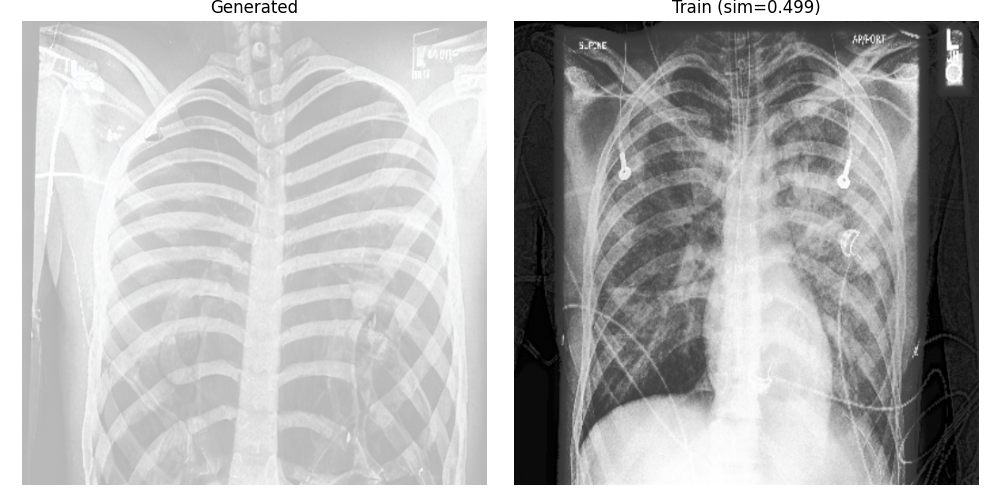 Generated
Train (sim=0.499)
SUPINE
AP/PORT
L